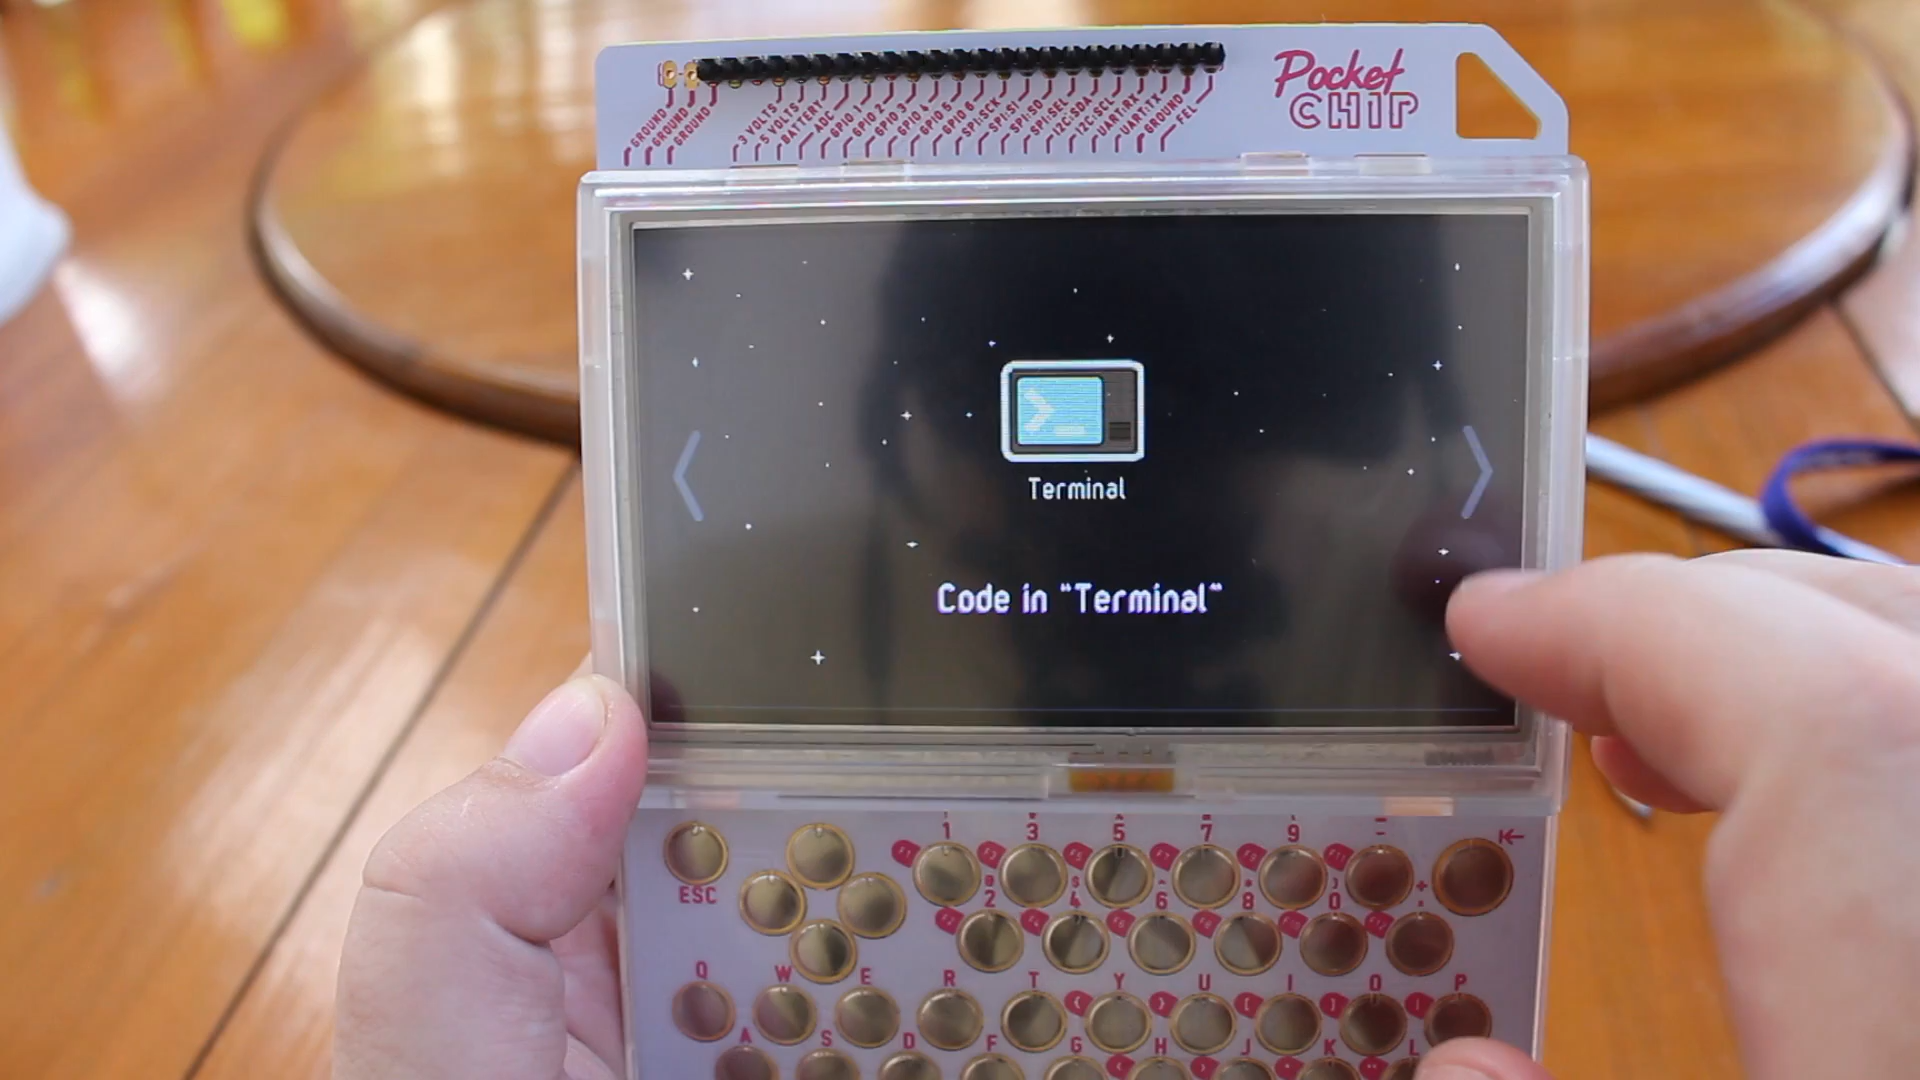 Pocket
CHIP
GROUND
GROUND
GROUND
3 VOLTS
5 VOLTS
BATTERY
ADC
GPIO 1
GPIO 2
GPIO 3
GPIO 4
GPIO 5
GPIO 6
SPI:SCK
SPI:SI
SPI:SO
SPI:SEL
I2C:SDA
I2C:SCL
UART:RX
UART:TX
GROUND
FEL
>_
Terminal
Code in "Terminal"
1 3 5 7 9 -
ESC
2 4 6 8 0
Q W E R T Y U I O P
A S D F G H J K L